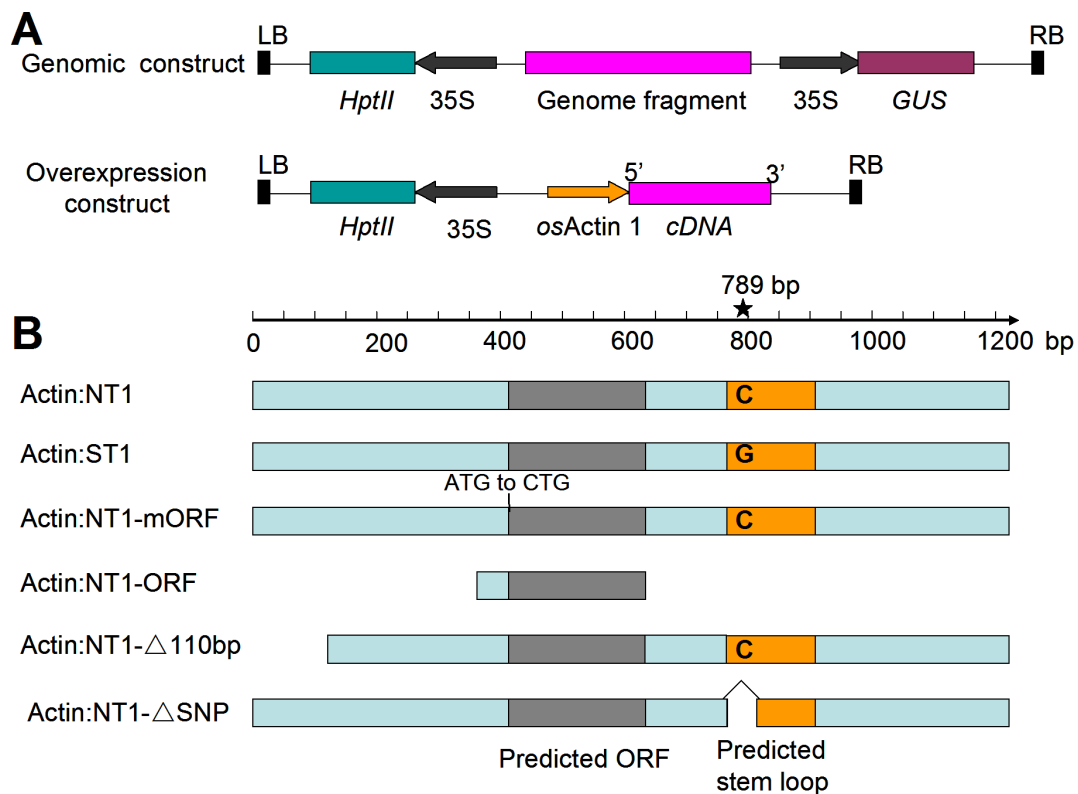 A
LB
RB
Genomic construct
HptII
35S
Genome fragment
35S
GUS
LB
5’
3’
RB
Overexpression
construct
HptII
35S
osActin 1
cDNA
789 bp
B
0 200 400 600 800 1000 1200 bp
Actin:NT1
C
Actin:ST1
G
ATG to CTG
Actin:NT1-mORF
C
Actin:NT1-ORF
Actin:NT1-△110bp
C
Actin:NT1-△SNP
Predicted ORF
Predicted
stem loop